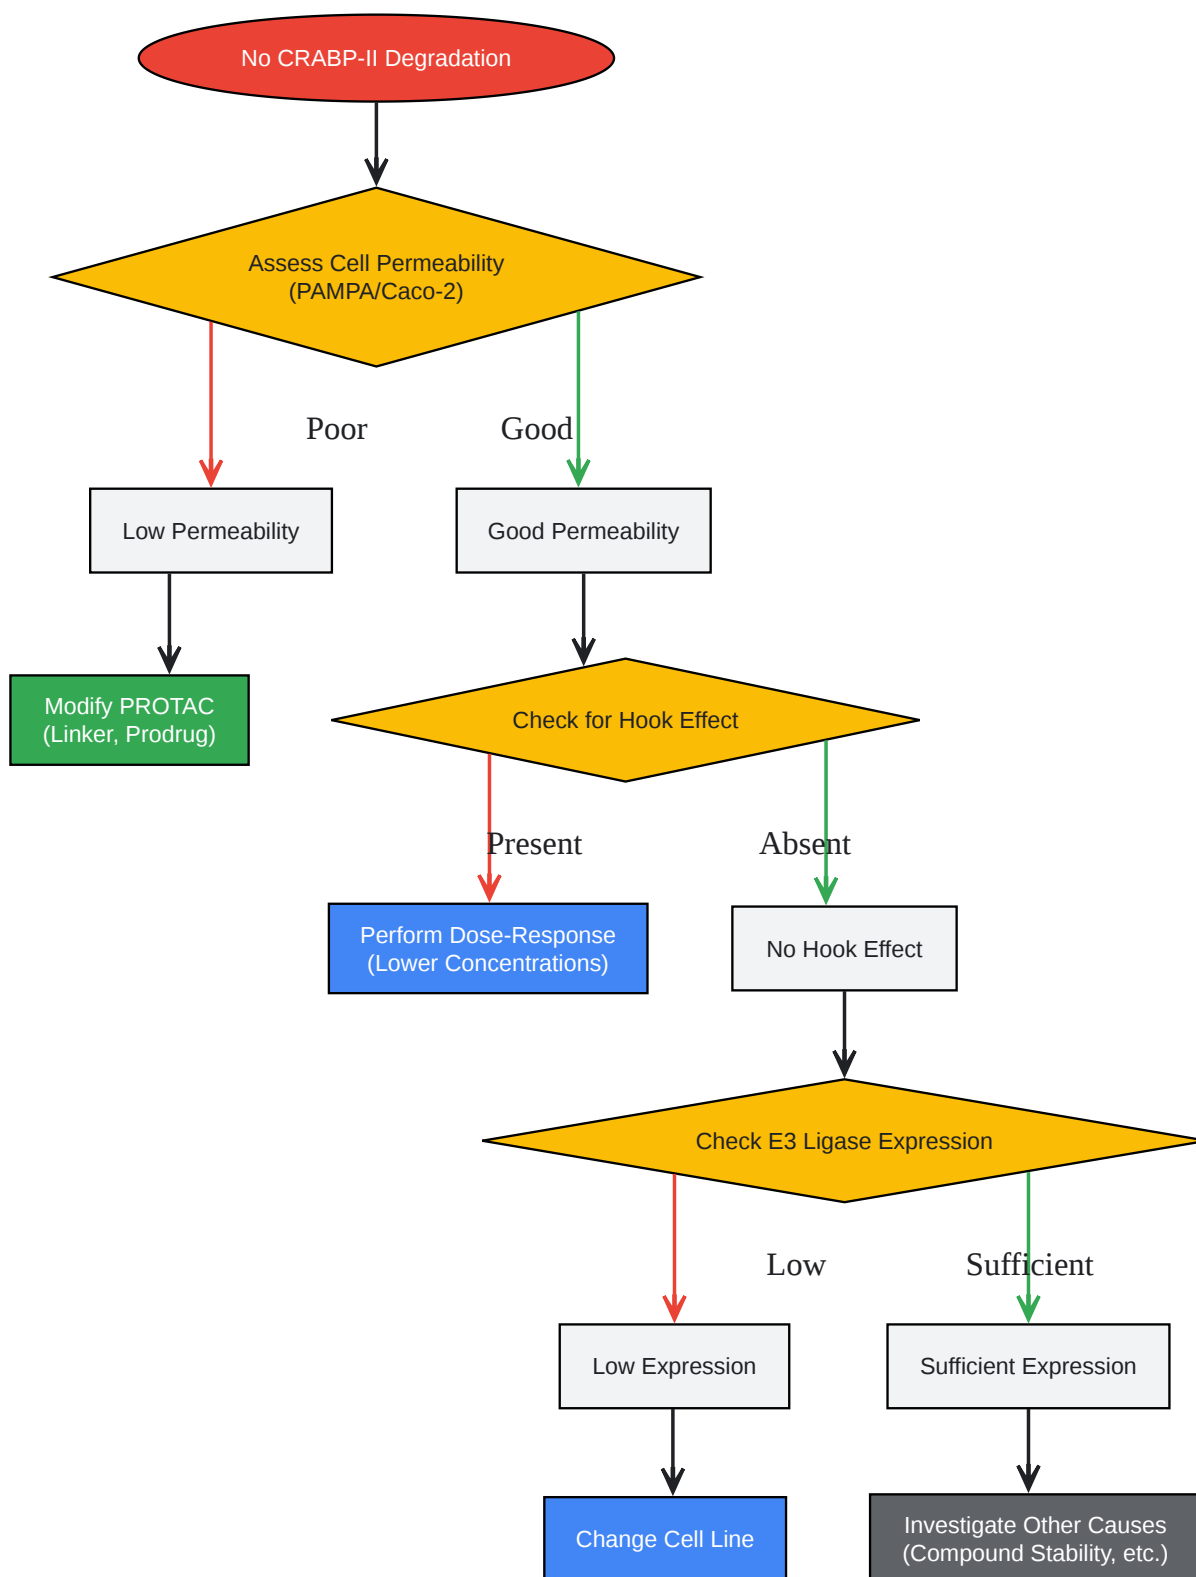 No CRABP-II Degradation
Assess Cell Permeability
(PAMPA/Caco-2)
Poor
Good
Low Permeability
Good Permeability
Modify PROTAC
(Linker, Prodrug)
Check for Hook Effect
Present
Absent
Perform Dose-Response
(Lower Concentrations)
No Hook Effect
Check E3 Ligase Expression
Low
Sufficient
Low Expression
Sufficient Expression
Change Cell Line
Investigate Other Causes
(Compound Stability, etc.)